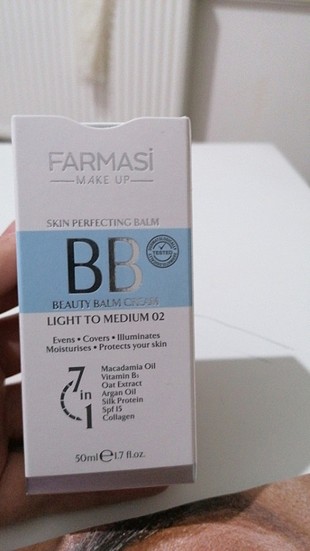 FARMASİ
MAKE UP
SKIN PERFECTING BALM
BB
TESTED
BEAUTY BALM CREAM
LIGHT TO MEDIUM 02
Evens • Covers • Illuminates
Moisturises • Protects your skin
7 in 1
Macadamia Oil
Vitamin B3
Oat Extract
Argan Oil
Silk Protein
Spf 15
Collagen
50ml ℮ 1.7 fl.oz.